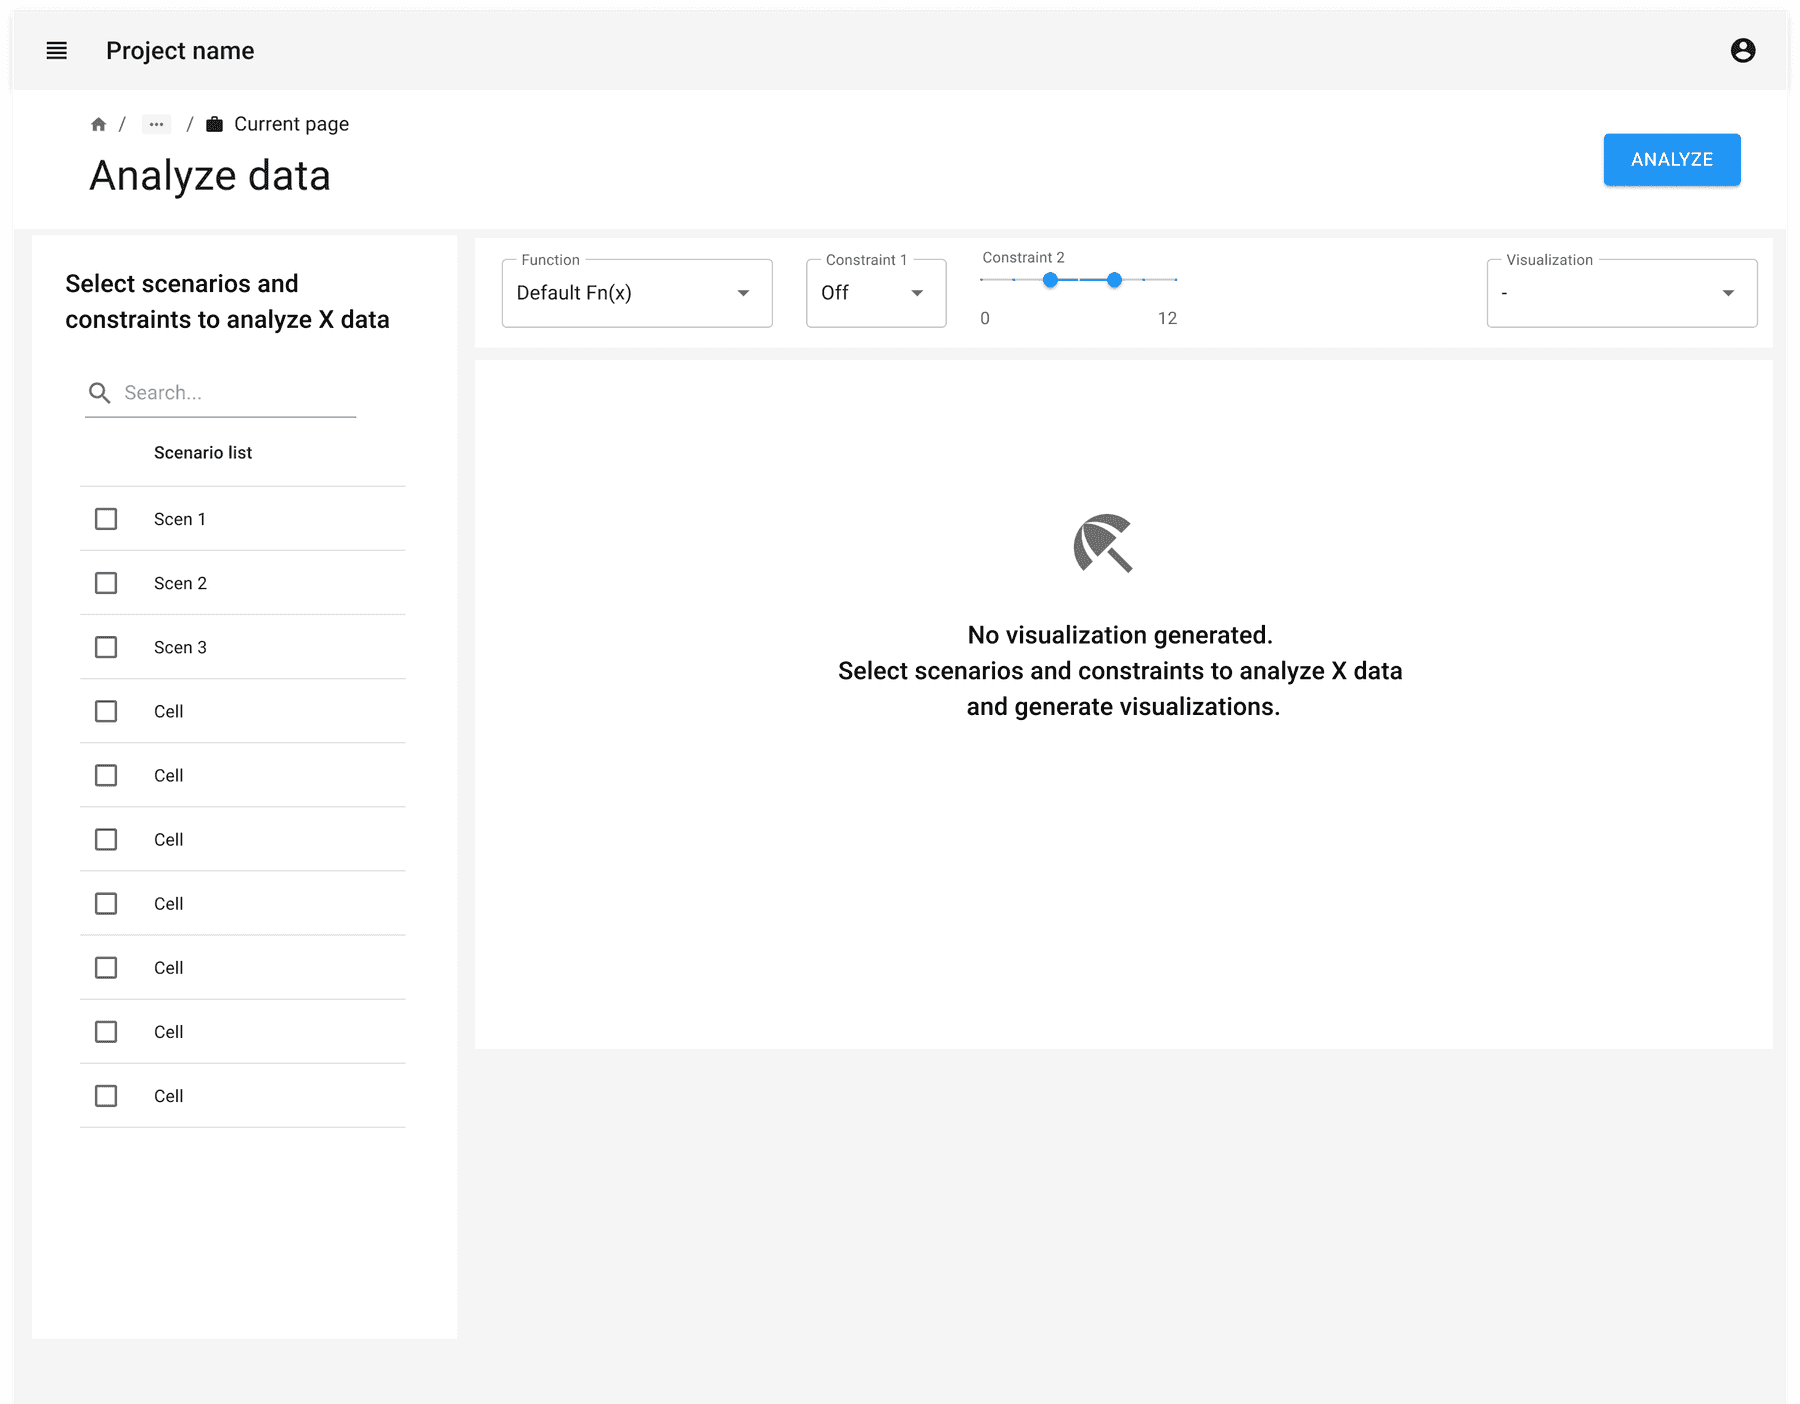 Project name
/ ... / Current page
Analyze data
ANALYZE
Select scenarios and
constraints to analyze X data
Search...
Scenario list
Scen 1
Scen 2
Scen 3
Cell
Cell
Cell
Cell
Cell
Cell
Cell
Function
Default Fn(x)
Constraint 1
Off
Constraint 2
0 12
Visualization
-
No visualization generated.
Select scenarios and constraints to analyze X data
and generate visualizations.